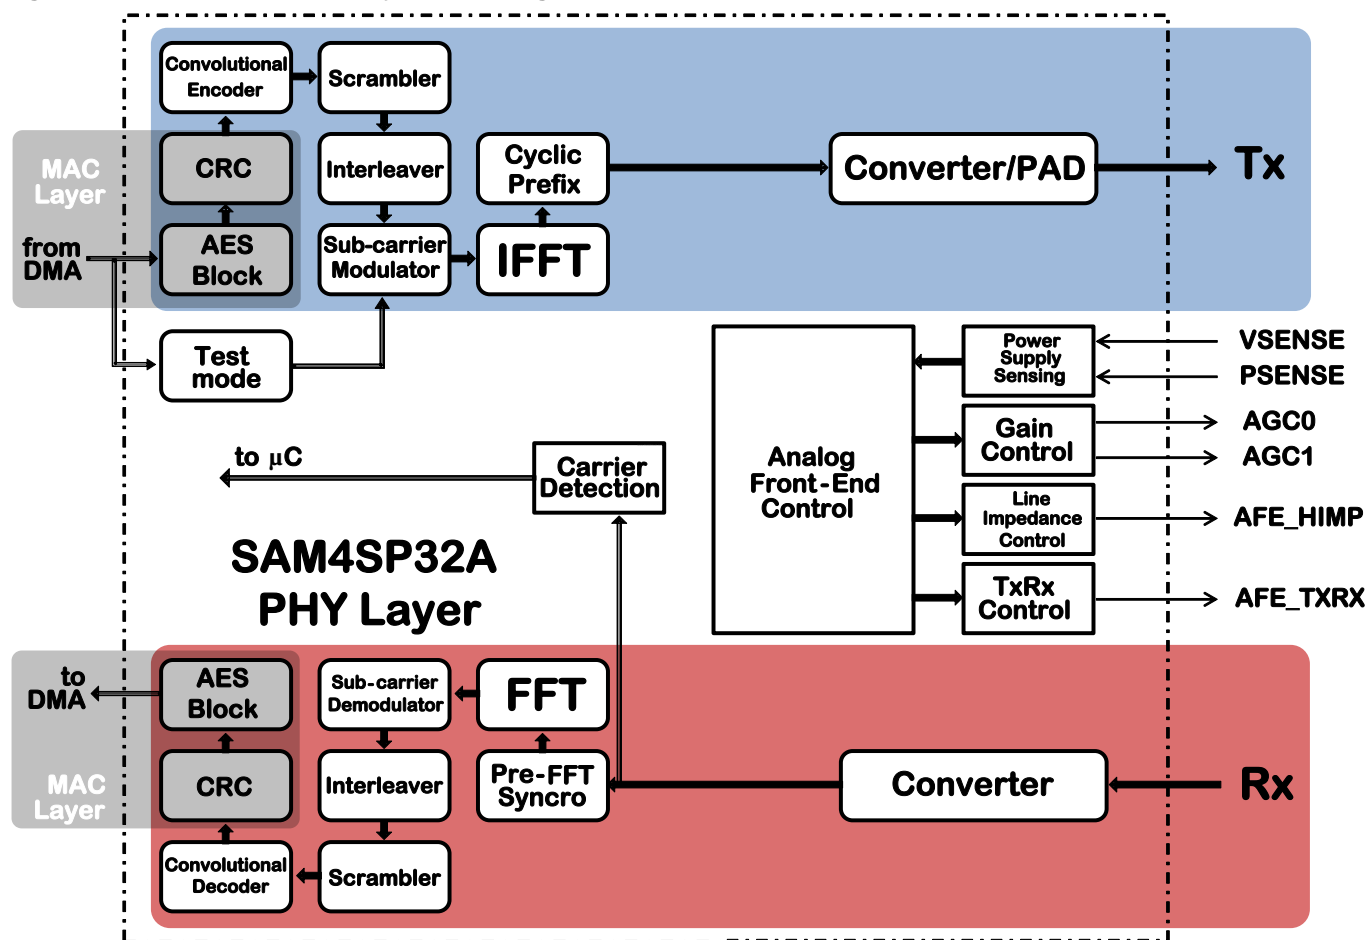 Convolutional
Encoder
Scrambler
MAC
Layer
CRC
Interleaver
Cyclic
Prefix
Converter/PAD
Tx
from
DMA
AES
Block
Sub-carrier
Modulator
IFFT
Test
mode
Power
Supply
Sensing
VSENSE
PSENSE
Gain
Control
AGC0
AGC1
Analog
Front-End
Control
Line
Impedance
Control
AFE_HIMP
TxRx
Control
AFE_TXRX
to µC
Carrier
Detection
SAM4SP32A
PHY Layer
to
DMA
AES
Block
Sub-carrier
Demodulator
FFT
MAC
Layer
CRC
Interleaver
Pre-FFT
Syncro
Converter
Rx
Convolutional
Decoder
Scrambler